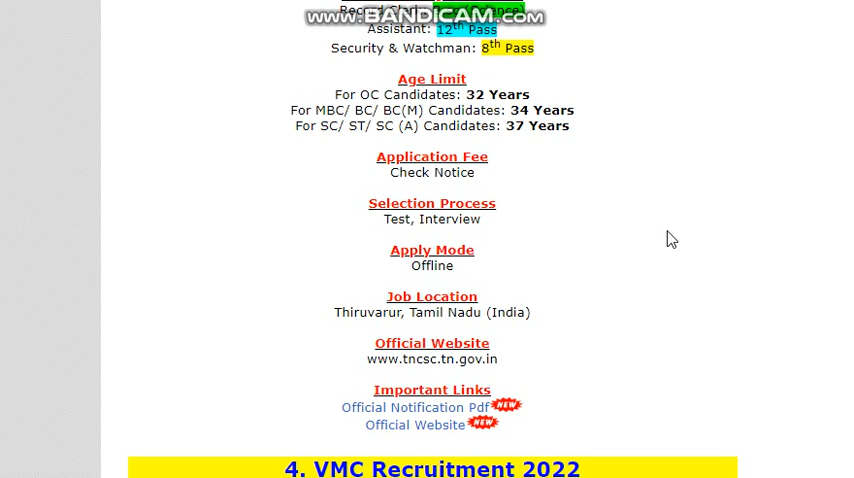 www.BANDICAM.com
Record Clerk:
Assistant: 12th Pass
Security & Watchman: 8th Pass
Age Limit
For OC Candidates: 32 Years
For MBC/ BC/ BC(M) Candidates: 34 Years
For SC/ ST/ SC (A) Candidates: 37 Years
Application Fee
Check Notice
Selection Process
Test, Interview
Apply Mode
Offline
Job Location
Thiruvarur, Tamil Nadu (India)
Official Website
www.tncsc.tn.gov.in
Important Links
Official Notification Pdf NEW
Official Website NEW
4. VMC Recruitment 2022